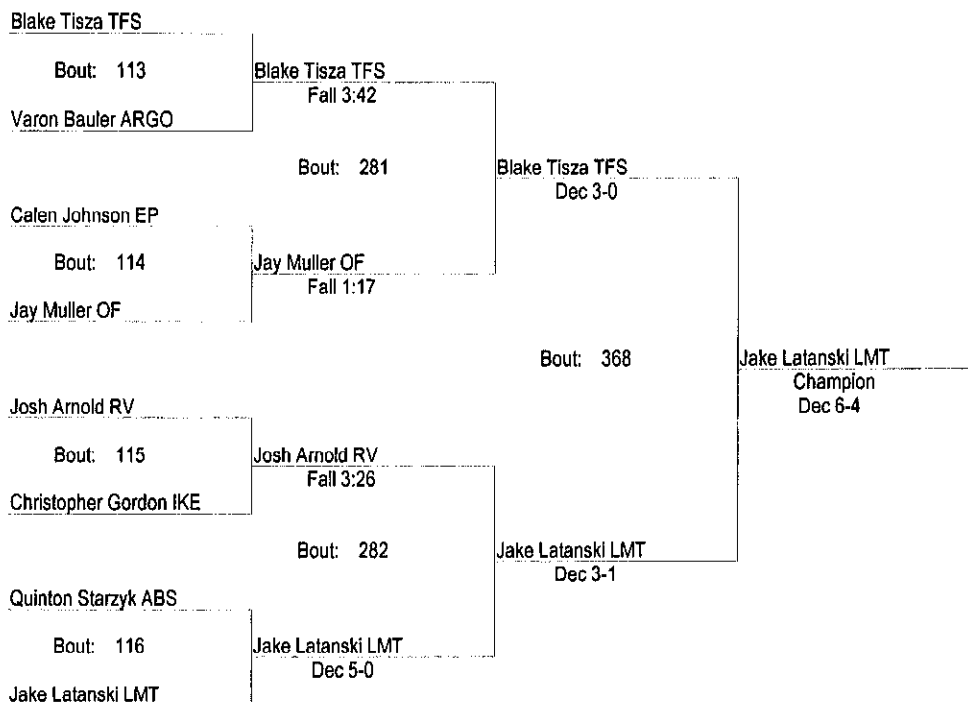 Blake Tisza TFS
Bout: 113
Blake Tisza TFS
Fall 3:42
Varon Bauler ARGO
Bout: 281
Blake Tisza TFS
Dec 3-0
Calen Johnson EP
Bout: 114
Jay Muller OF
Fall 1:17
Jay Muller OF
Bout: 368
Jake Latanski LMT
Champion
Dec 6-4
Josh Arnold RV
Bout: 115
Josh Arnold RV
Fall 3:26
Christopher Gordon IKE
Bout: 282
Jake Latanski LMT
Dec 3-1
Quinton Starzyk ABS
Bout: 116
Jake Latanski LMT
Dec 5-0
Jake Latanski LMT